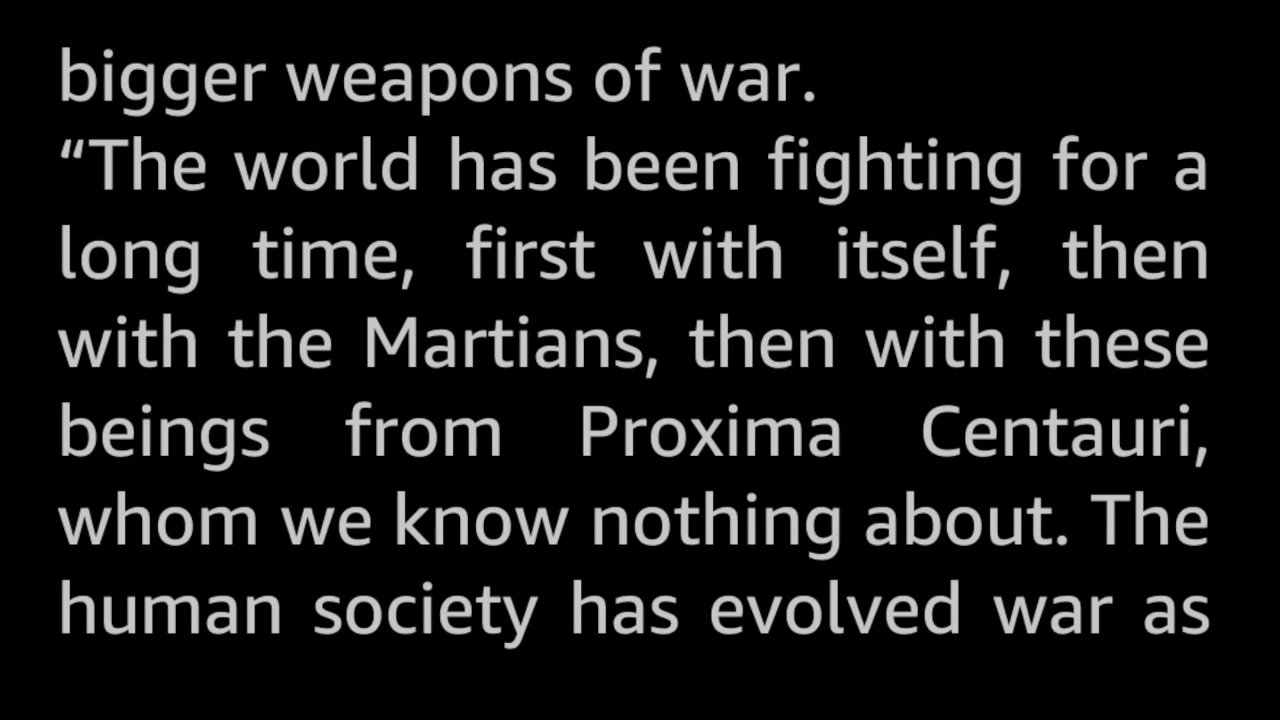 bigger weapons of war.
“The world has been fighting for a
long time, first with itself, then
with the Martians, then with these
beings from Proxima Centauri,
whom we know nothing about. The
human society has evolved war as